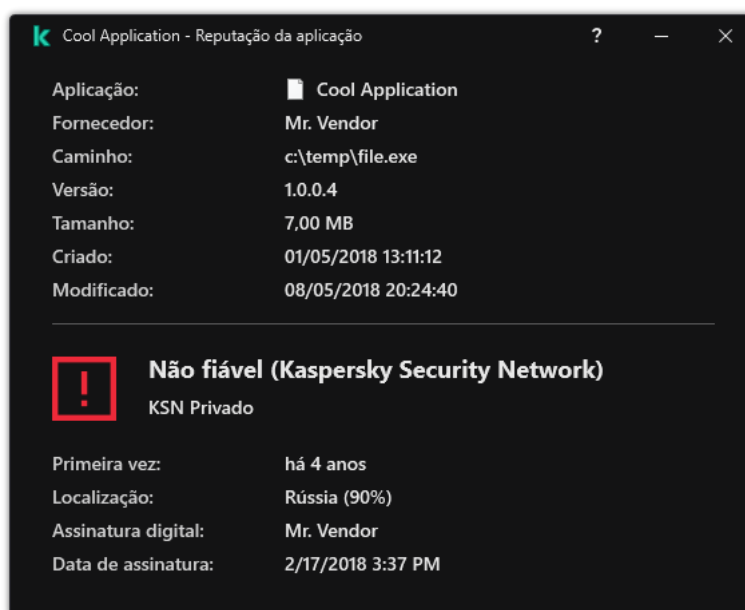 Cool Application - Reputação da aplicação ?
Aplicação: Cool Application
Fornecedor: Mr. Vendor
Caminho: c:\temp\file.exe
Versão: 1.0.0.4
Tamanho: 7,00 MB
Criado: 01/05/2018 13:11:12
Modificado: 08/05/2018 20:24:40
Não fiável (Kaspersky Security Network)
KSN Privado
Primeira vez: há 4 anos
Localização: Rússia (90%)
Assinatura digital: Mr. Vendor
Data de assinatura: 2/17/2018 3:37 PM